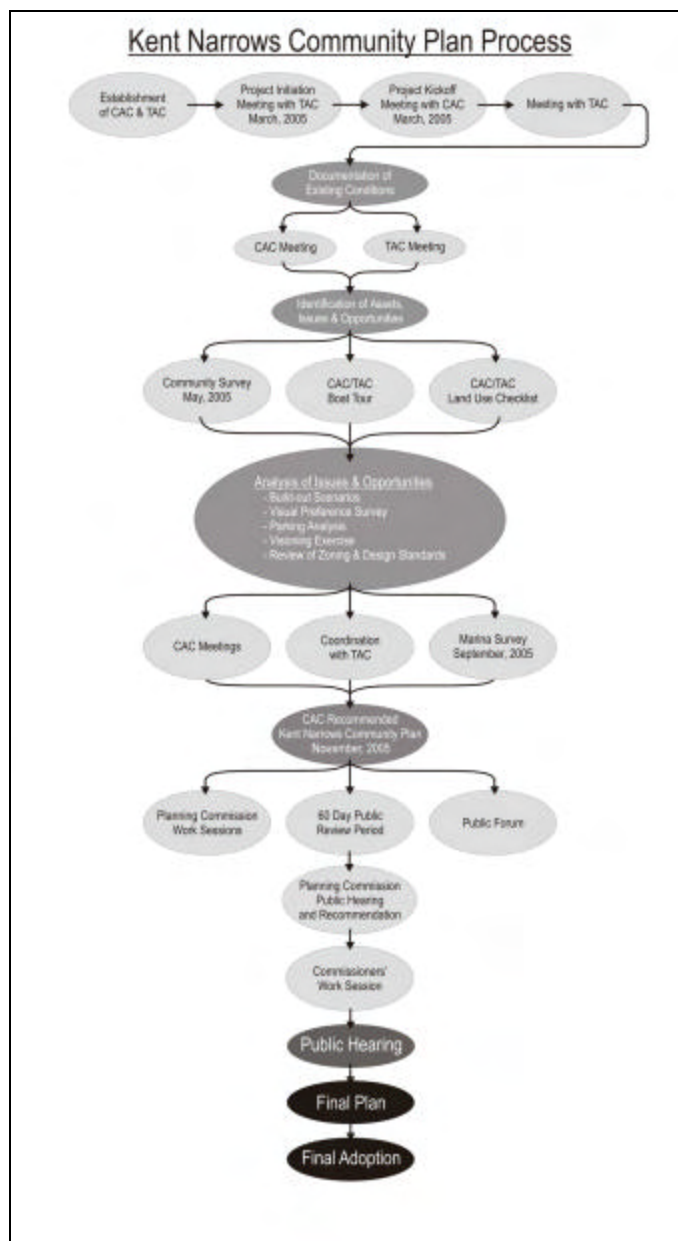 Kent Narrows Community Plan Process
Establishment
of CAC & TAC
Project Initiation
Meeting with TAC
March, 2005
Project Kickoff
Meeting with CAC
March, 2005
Meeting with TAC
Documentation of
Existing Conditions
CAC Meeting
TAC Meeting
Identification of Assets,
Issues & Opportunities
Community Survey
May, 2005
CAC/TAC
Boat Tour
CAC/TAC
Land Use Checklist
Analysis of Issues & Opportunities
- Build-out Scenarios
- Visual Preference Survey
- Parking Analysis
- Visioning Exercise
- Review of Zoning & Design Standards
CAC Meetings
Coordination
with TAC
Marina Survey
September, 2005
CAC Recommended
Kent Narrows Community Plan
November, 2005
Planning Commission
Work Sessions
60 Day Public
Review Period
Public Forum
Planning Commission
Public Hearing
and Recommendation
Commissioners'
Work Session
Public Hearing
Final Plan
Final Adoption